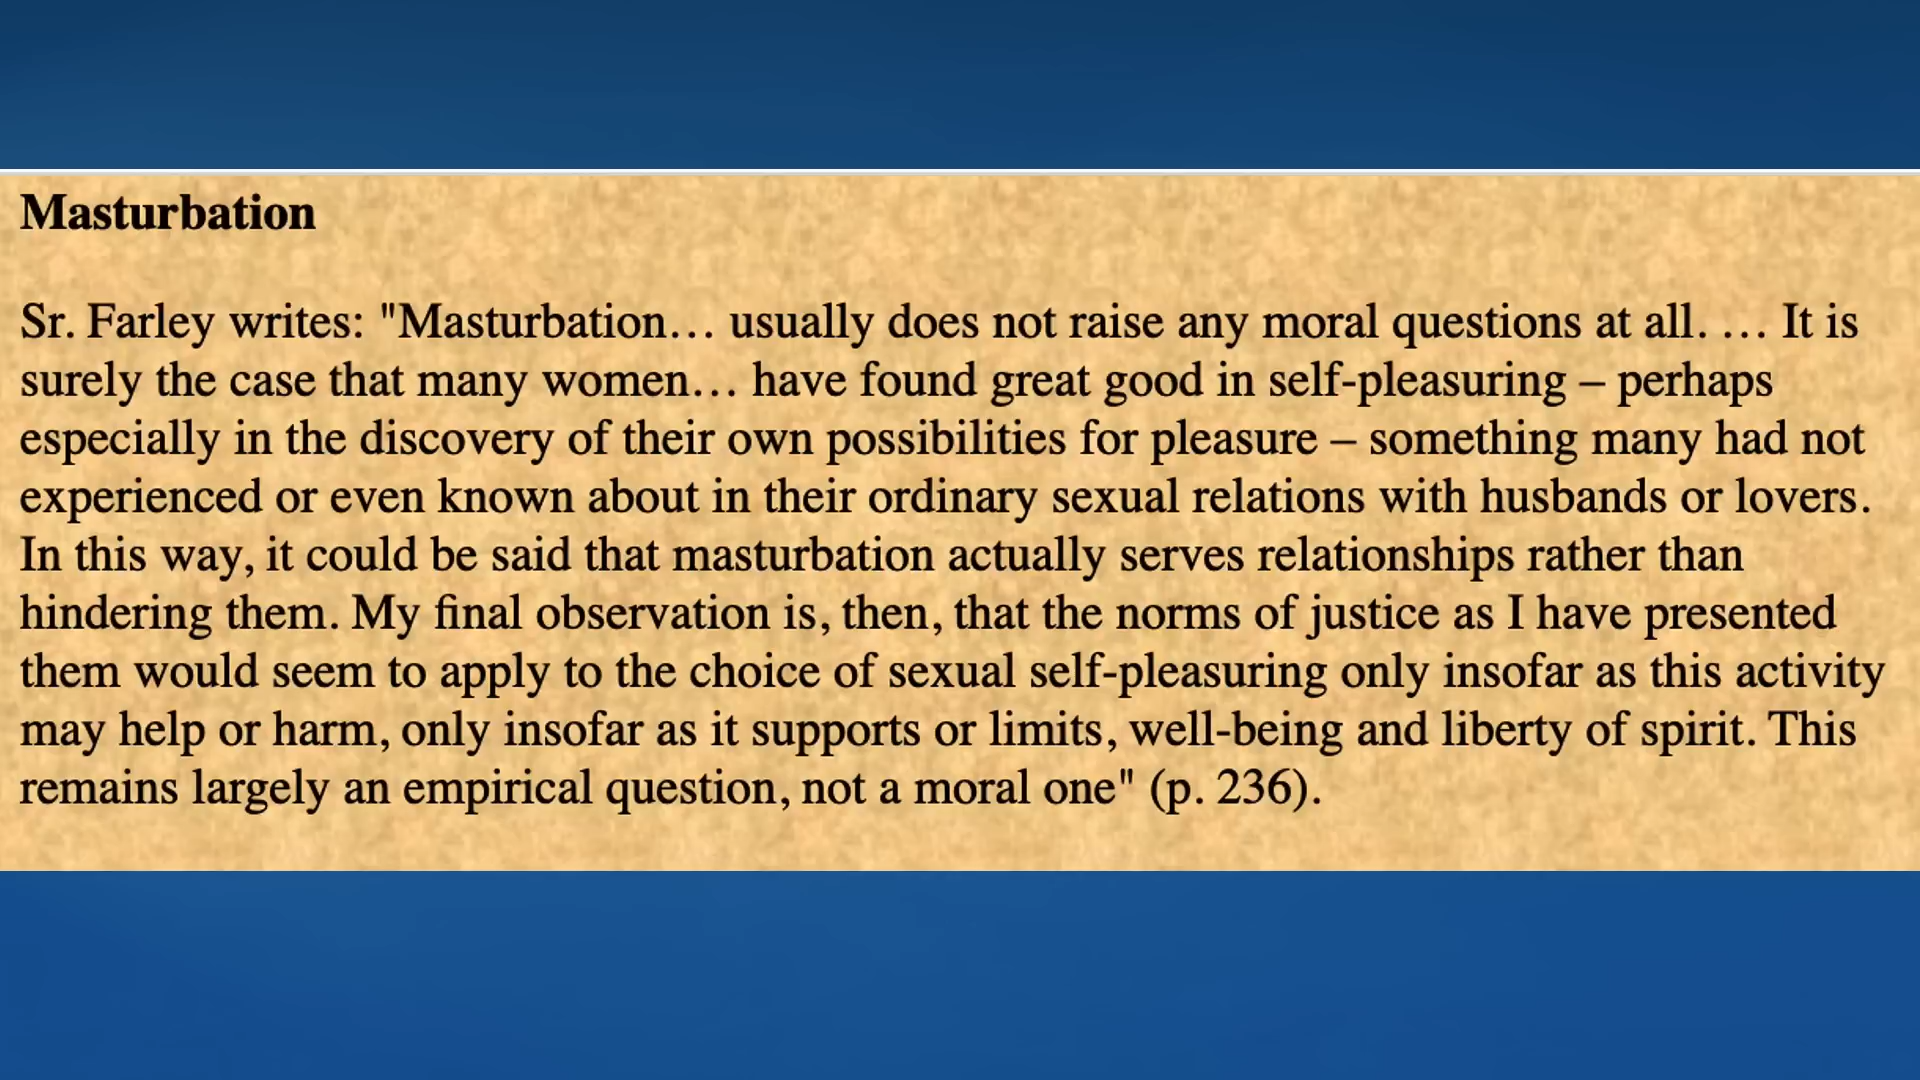 Masturbation
Sr. Farley writes: "Masturbation… usually does not raise any moral questions at all. … It is
surely the case that many women… have found great good in self-pleasuring – perhaps
especially in the discovery of their own possibilities for pleasure – something many had not
experienced or even known about in their ordinary sexual relations with husbands or lovers.
In this way, it could be said that masturbation actually serves relationships rather than
hindering them. My final observation is, then, that the norms of justice as I have presented
them would seem to apply to the choice of sexual self-pleasuring only insofar as this activity
may help or harm, only insofar as it supports or limits, well-being and liberty of spirit. This
remains largely an empirical question, not a moral one" (p. 236).